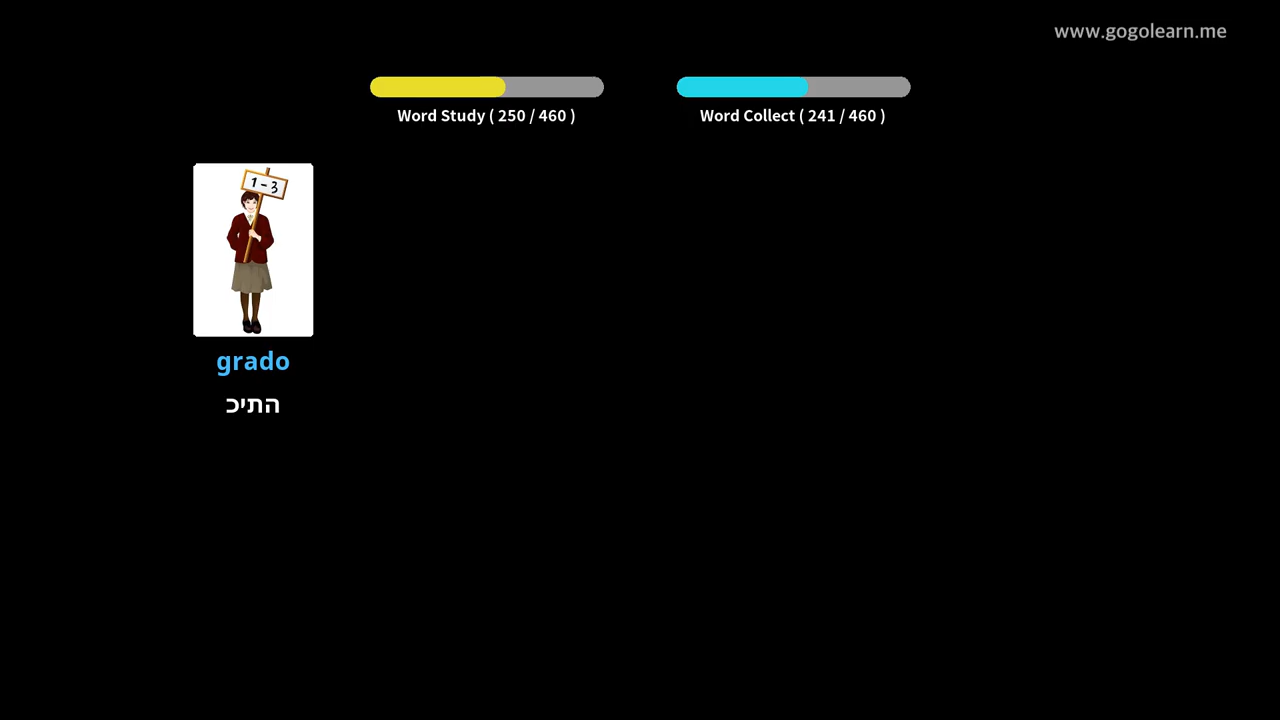 www.gogolearn.me
Word Study ( 250 / 460 )
Word Collect ( 241 / 460 )
1 - 3
grado
התיכ